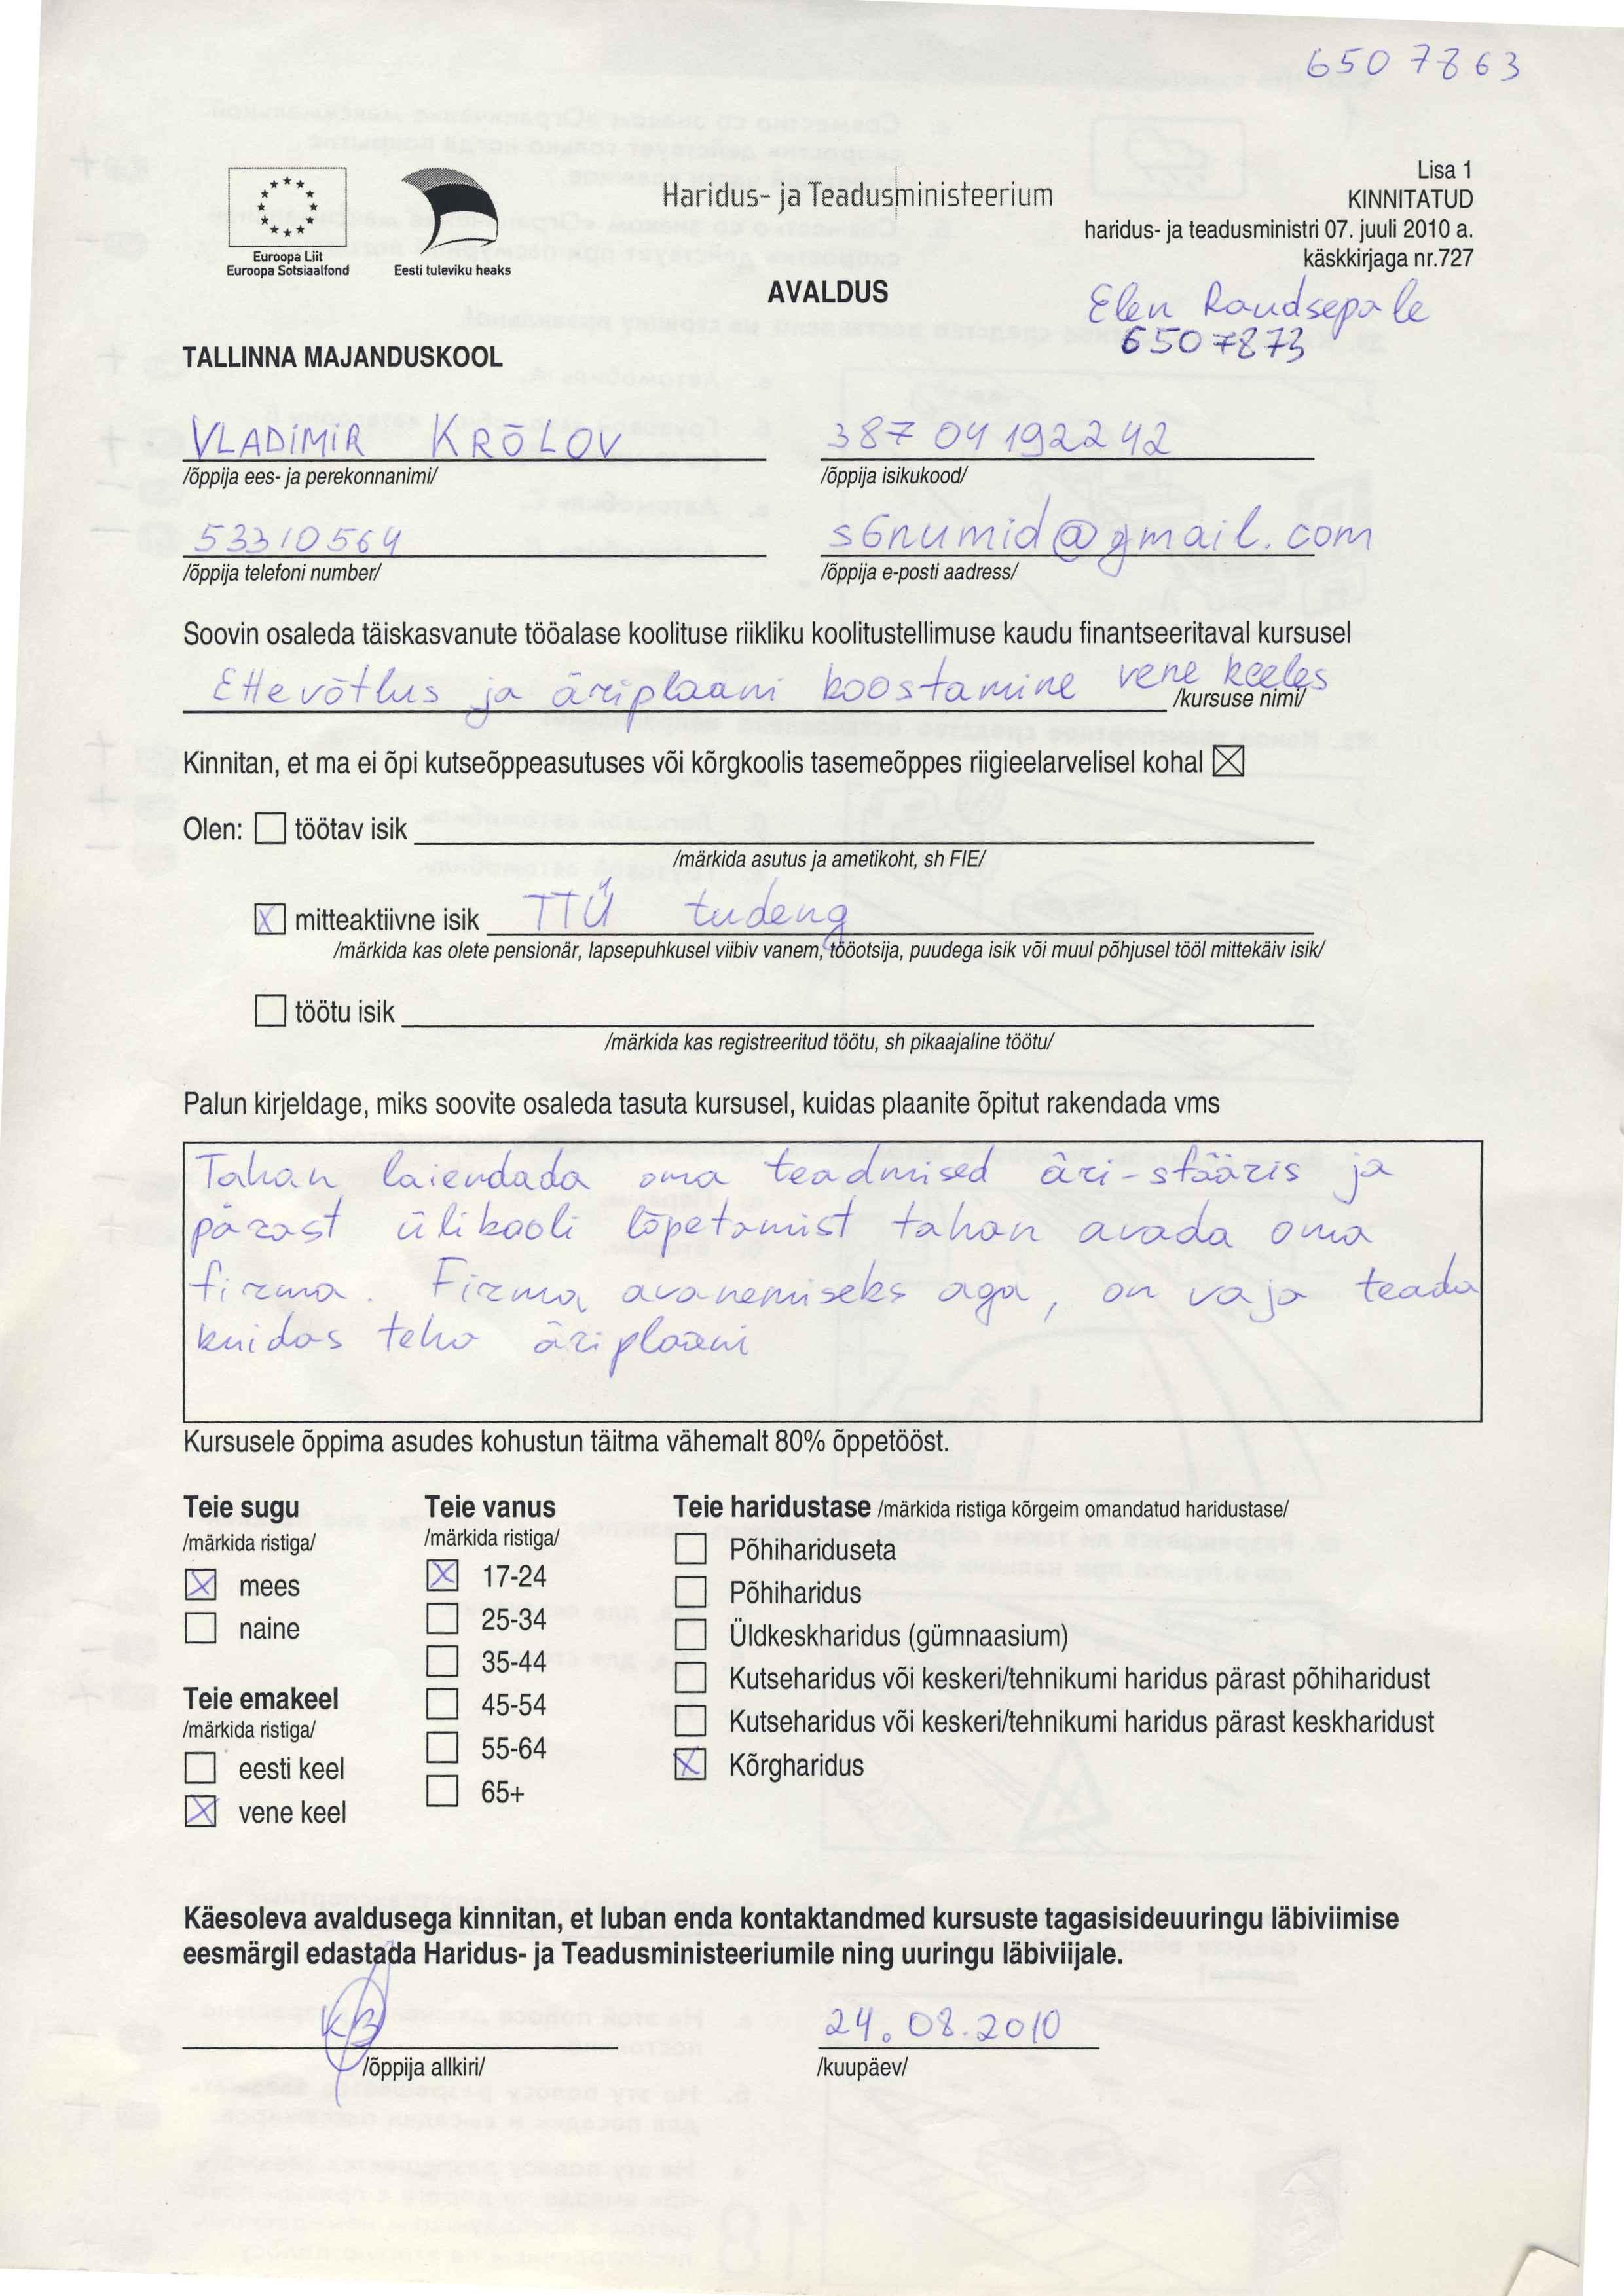 650 7863
Lisa 1
KINNITATUD
haridus- ja teadusministri 07. juuli 2010 a.
käskkirjaga nr.727
Euroopa Liit
Euroopa Sotsiaalfond
Eesti tuleviku heaks
Haridus- ja Teadusministeerium
AVALDUS
Elen Raudsepale
6507873
TALLINNA MAJANDUSKOOL
VLADIMIR KRÕLOV
387 04 192242
/õppija ees- ja perekonnanimi/
/õppija isikukood/
53310564
s6numid@gmail.com
/õppija telefoni number/
/õppija e-posti aadress/
Soovin osaleda täiskasvanute tööalase koolituse riikliku koolitustellimuse kaudu finantseeritaval kursusel
Ettevõtlus ja äriplaani koostamine vene keeles
/kursuse nimi/
Kinnitan, et ma ei õpi kutseõppeasutuses või kõrgkoolis tasemeõppes riigieelarvelisel kohal
Olen: töötav isik
/märkida asutus ja ametikoht, sh FIE/
mitteaktiivne isik TTÜ tudeng
/märkida kas olete pensionär, lapsepuhkusel viibiv vanem, tööotsija, puudega isik või muul põhjusel tööl mittekäiv isik/
töötu isik
/märkida kas registreeritud töötu, sh pikaajaline töötu/
Palun kirjeldage, miks soovite osaleda tasuta kursusel, kuidas plaanite õpitut rakendada vms
Tahan laiendada oma teadmised äri-sfääris ja
pärast ülikooli lõpetamist tahan avada oma
firma. Firma avanemiseks aga, on vaja teada
kuidas teha äriplaani
Kursusele õppima asudes kohustun täitma vähemalt 80% õppetööst.
Teie sugu
/märkida ristiga/
mees
naine
Teie emakeel
/märkida ristiga/
eesti keel
vene keel
Teie vanus
/märkida ristiga/
17-24
25-34
35-44
45-54
55-64
65+
Teie haridustase /märkida ristiga kõrgeim omandatud haridustase/
Põhihariduseta
Põhiharidus
Üldkeskharidus (gümnaasium)
Kutseharidus või keskeri/tehnikumi haridus pärast põhiharidust
Kutseharidus või keskeri/tehnikumi haridus pärast keskharidust
Kõrgharidus
Käesoleva avaldusega kinnitan, et luban enda kontaktandmed kursuste tagasisideuuringu läbiviimise
eesmärgil edastada Haridus- ja Teadusministeeriumile ning uuringu läbiviijale.
24.08.2010
/õppija allkiri/
/kuupäev/